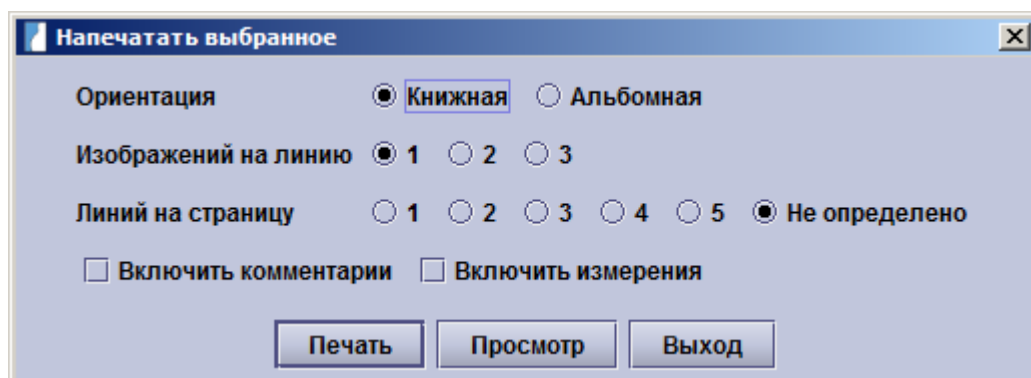 Напечатать выбранное
Ориентация Книжная Альбомная
Изображений на линию 1 2 3
Линий на страницу 1 2 3 4 5 Не определено
Включить комментарии Включить измерения
Печать Просмотр Выход